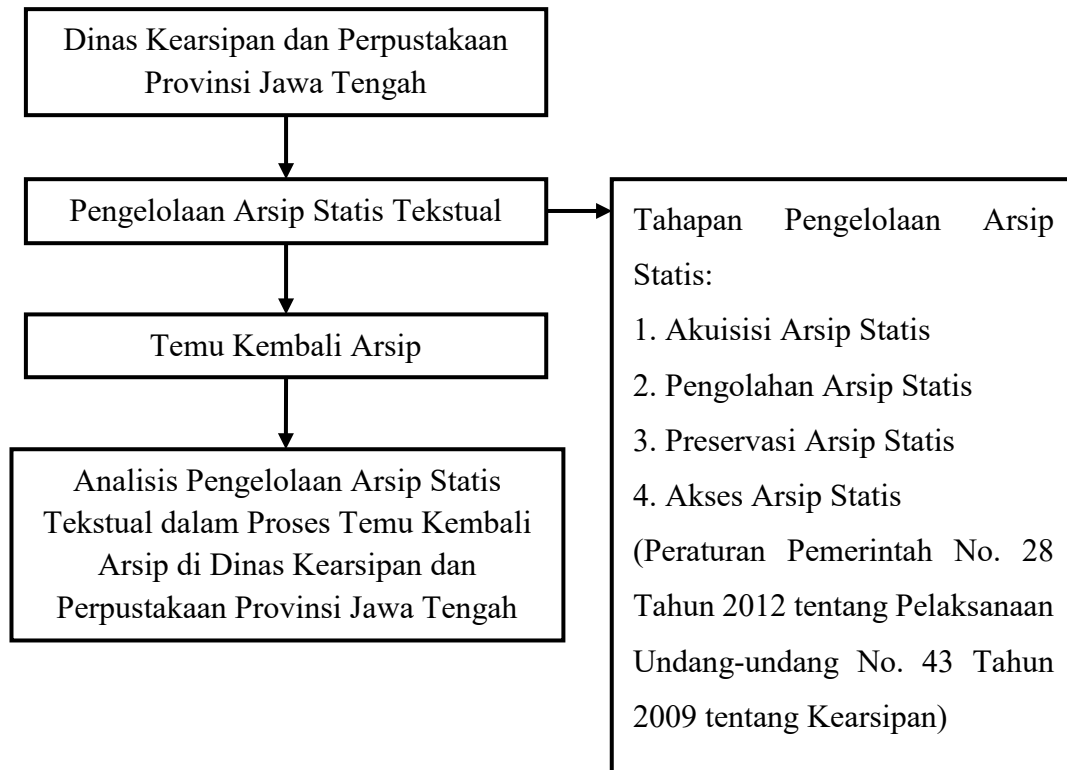 Dinas Kearsipan dan Perpustakaan
Provinsi Jawa Tengah
Pengelolaan Arsip Statis Tekstual
Temu Kembali Arsip
Analisis Pengelolaan Arsip Statis
Tekstual dalam Proses Temu Kembali
Arsip di Dinas Kearsipan dan
Perpustakaan Provinsi Jawa Tengah
Tahapan Pengelolaan Arsip
Statis:
1. Akuisisi Arsip Statis
2. Pengolahan Arsip Statis
3. Preservasi Arsip Statis
4. Akses Arsip Statis
(Peraturan Pemerintah No. 28
Tahun 2012 tentang Pelaksanaan
Undang-undang No. 43 Tahun
2009 tentang Kearsipan)